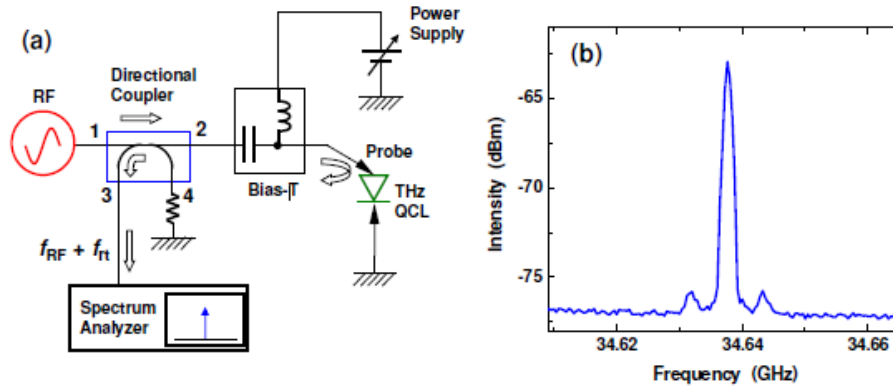 (a)
Power
Supply
Directional
Coupler
RF
1
2
3
4
Bias-T
Probe
THz
QCL
fRF + frt
Spectrum
Analyzer
(b)
Intensity (dBm)
-65
-70
-75
34.62
34.64
34.66
Frequency (GHz)